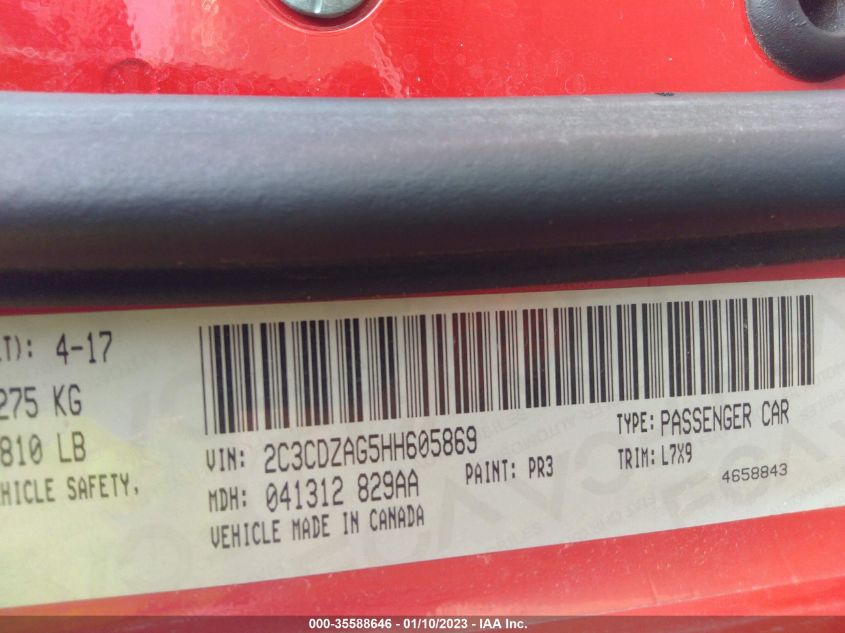 LT): 4-17
275 KG
810 LB
HICLE SAFETY,
VIN: 2C3CDZAG5HH605869
TYPE: PASSENGER CAR
MDH: 041312 829AA
PAINT: PR3
TRIM: L7X9
VEHICLE MADE IN CANADA
4658843
000-35588646 — 01/10/2023 — IAA Inc.